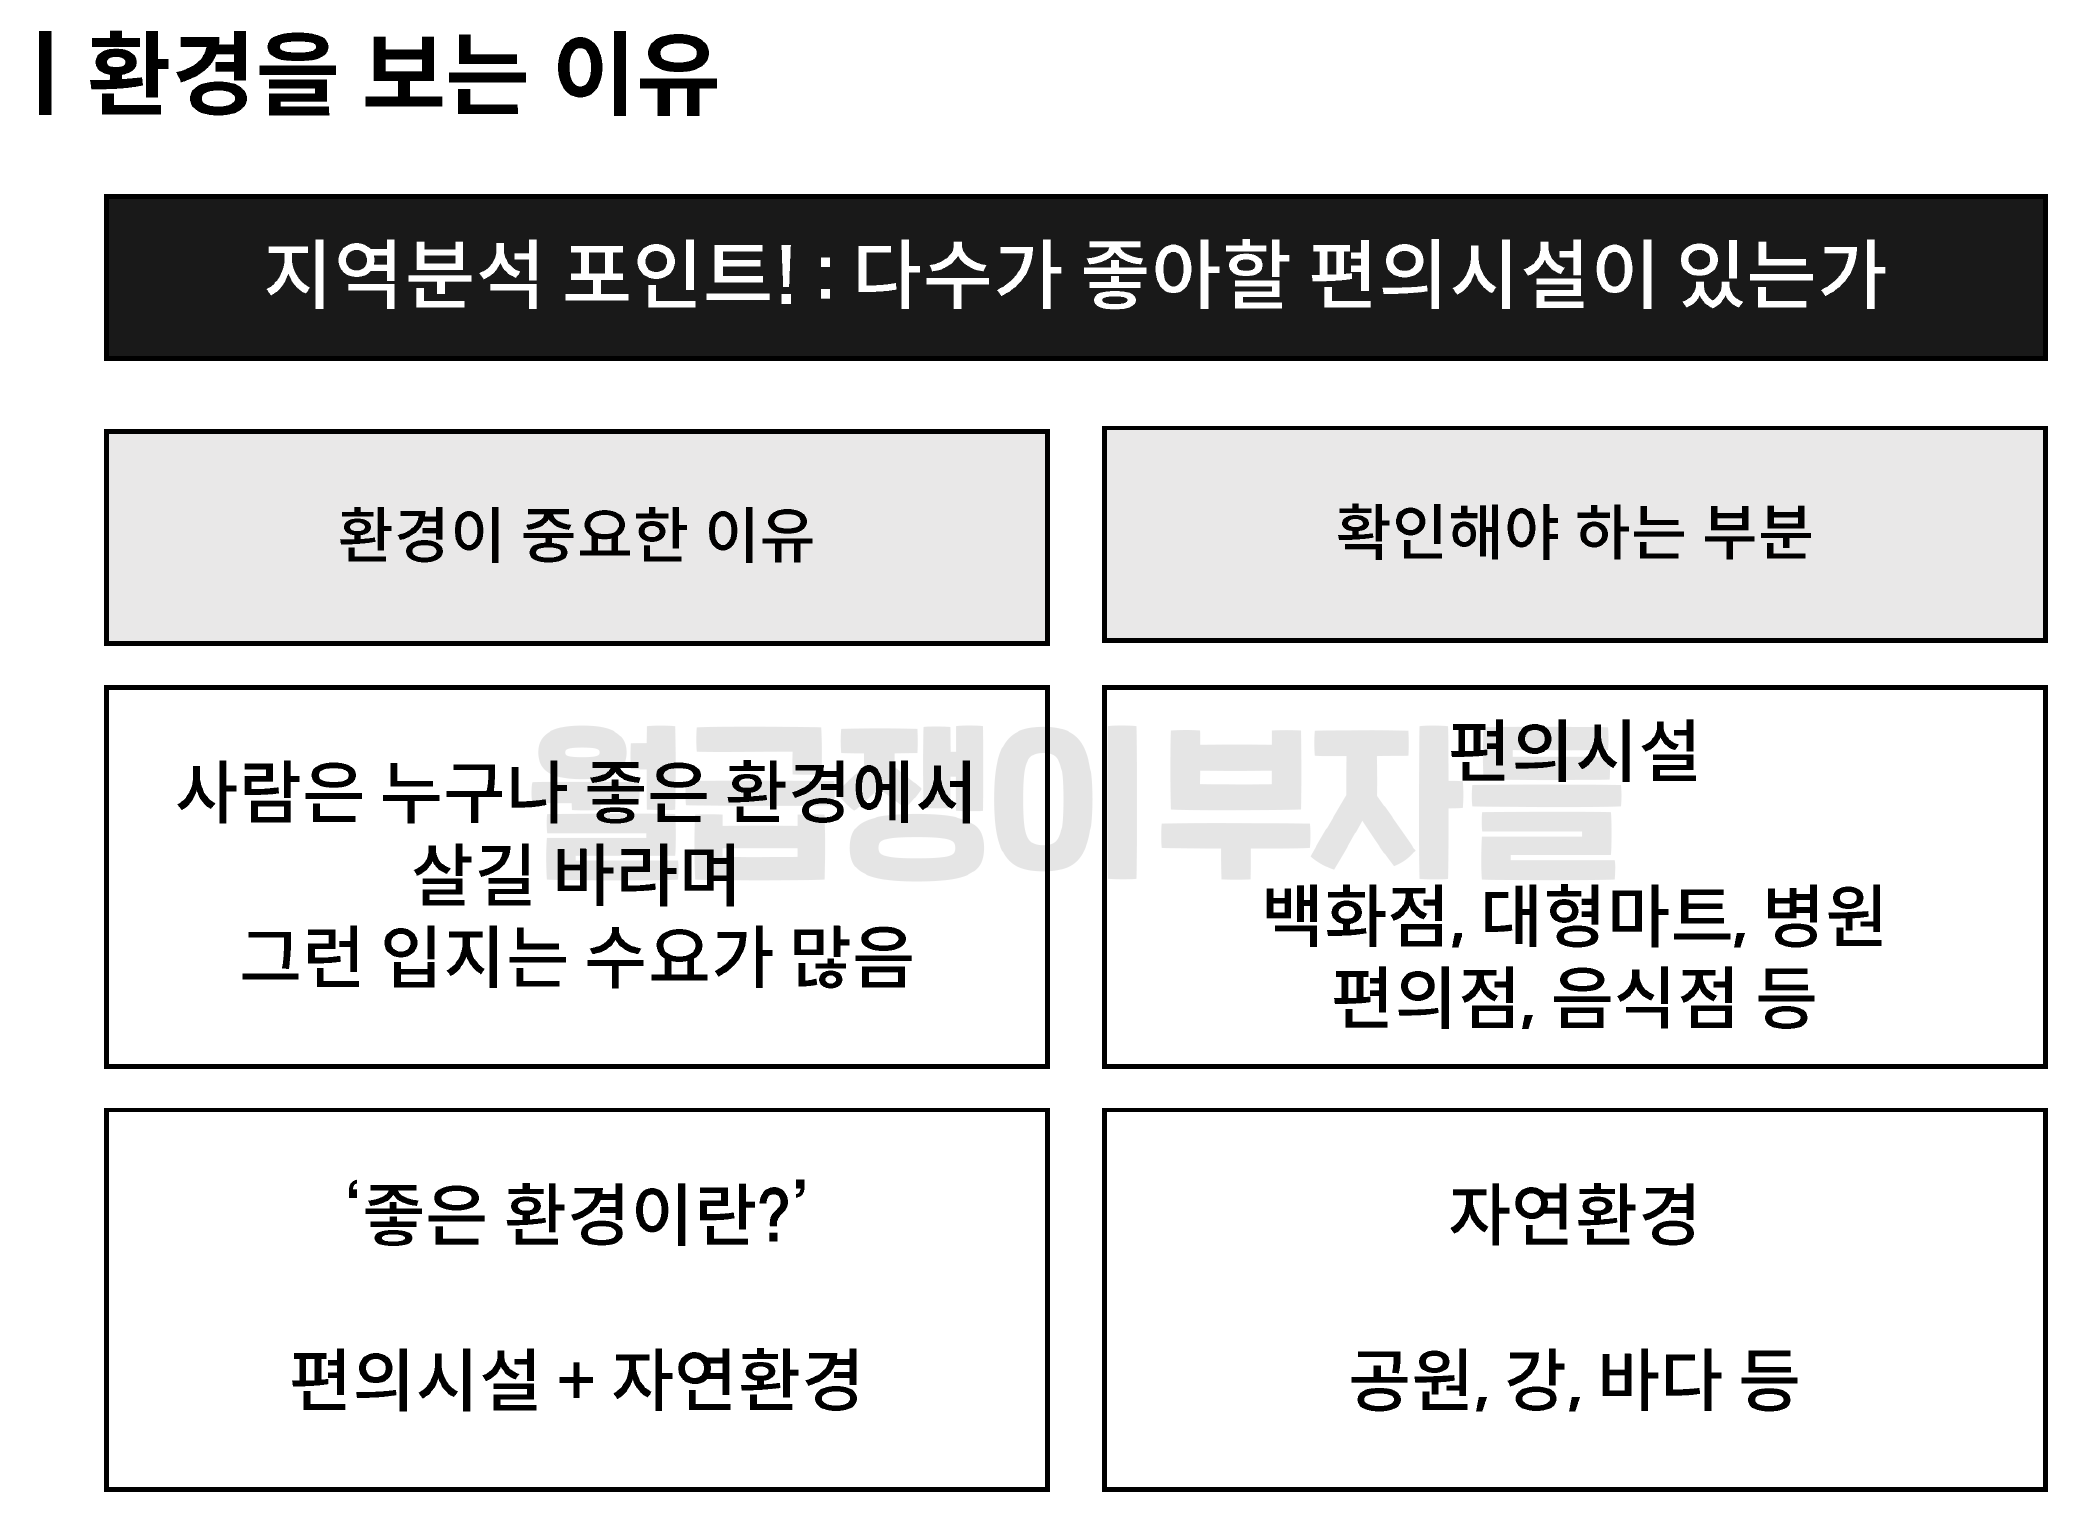 | 환경을 보는 이유
지역분석 포인트! : 다수가 좋아할 편의시설이 있는가
환경이 중요한 이유
확인해야 하는 부분
사람은 누구나 좋은 환경에서
살길 바라며
그런 입지는 수요가 많음
편의시설
백화점, 대형마트, 병원
편의점, 음식점 등
‘좋은 환경이란?’
편의시설 + 자연환경
자연환경
공원, 강, 바다 등
월급쟁이부자들